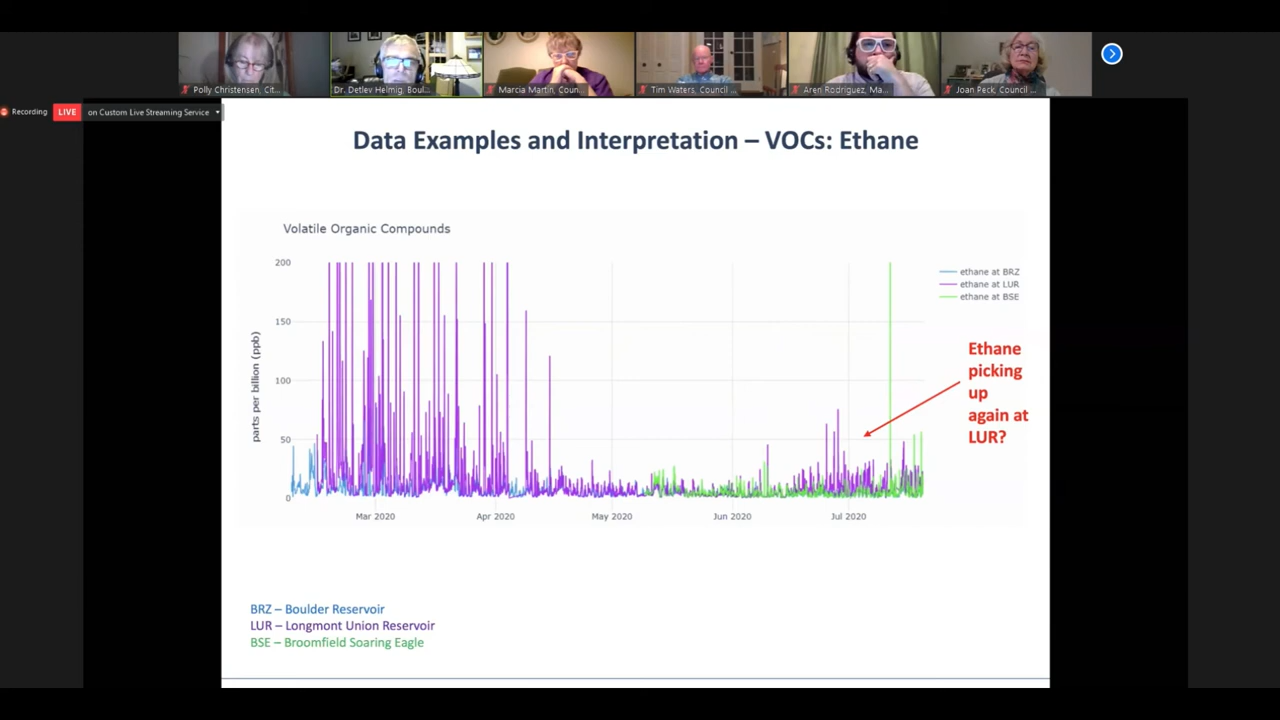 Polly Christensen, Cit...
Dr. Detlev Helmig, Boul...
Marcia Martin, Coun...
Tim Waters, Council ...
Aren Rodriguez, Ma...
Joan Peck, Council ...
Recording
LIVE
on Custom Live Streaming Service
Data Examples and Interpretation – VOCs: Ethane
Volatile Organic Compounds
200
150
100
50
0
parts per billion (ppb)
Mar 2020
Apr 2020
May 2020
Jun 2020
Jul 2020
ethane at BRZ
ethane at LUR
ethane at BSE
Ethane
picking
up
again at
LUR?
BRZ – Boulder Reservoir
LUR – Longmont Union Reservoir
BSE – Broomfield Soaring Eagle